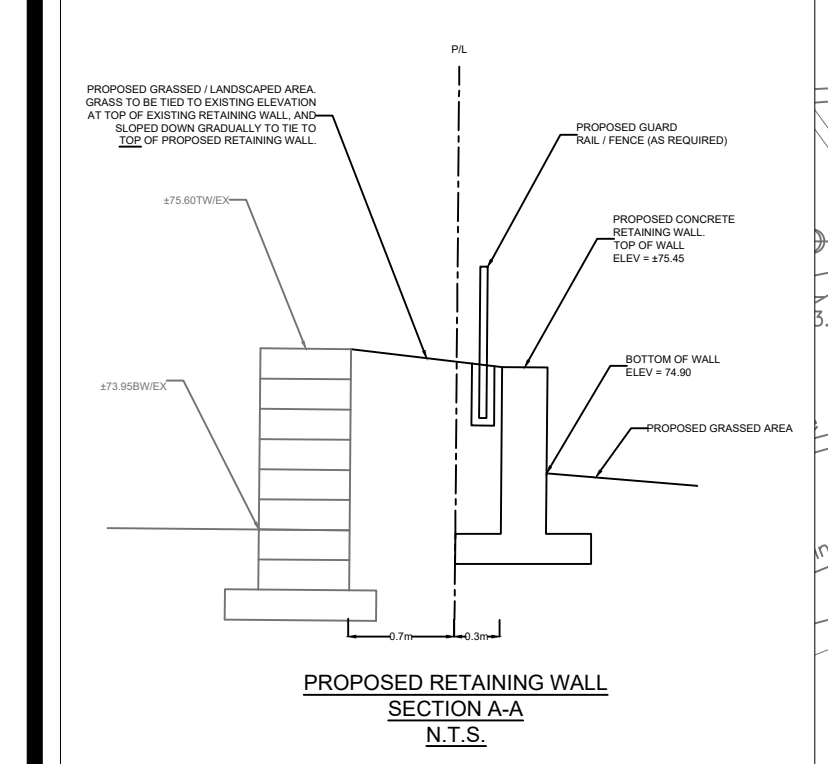 P/L
PROPOSED GRASSED / LANDSCAPED AREA.
GRASS TO BE TIED TO EXISTING ELEVATION
AT TOP OF EXISTING RETAINING WALL, AND
SLOPED DOWN GRADUALLY TO TIE TO
TOP OF PROPOSED RETAINING WALL.
PROPOSED GUARD
RAIL / FENCE (AS REQUIRED)
±75.60TW/EX
PROPOSED CONCRETE
RETAINING WALL.
TOP OF WALL
ELEV = ±75.45
±73.95BW/EX
BOTTOM OF WALL
ELEV = 74.90
PROPOSED GRASSED AREA
0.7m
0.3m
PROPOSED RETAINING WALL
SECTION A-A
N.T.S.